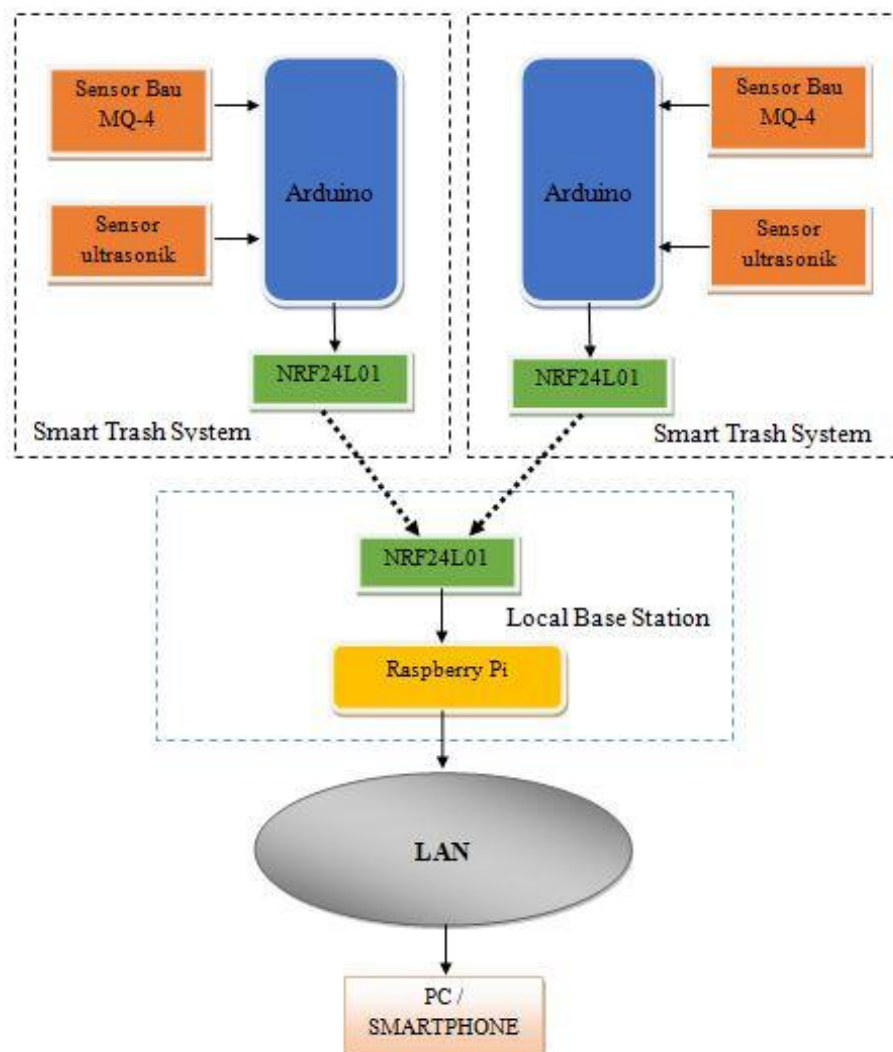 Sensor Bau
MQ-4
Arduino
Sensor
ultrasonik
NRF24L01
Smart Trash System
Sensor Bau
MQ-4
Arduino
Sensor
ultrasonik
NRF24L01
Smart Trash System
NRF24L01
Local Base Station
Raspberry Pi
LAN
PC /
SMARTPHONE